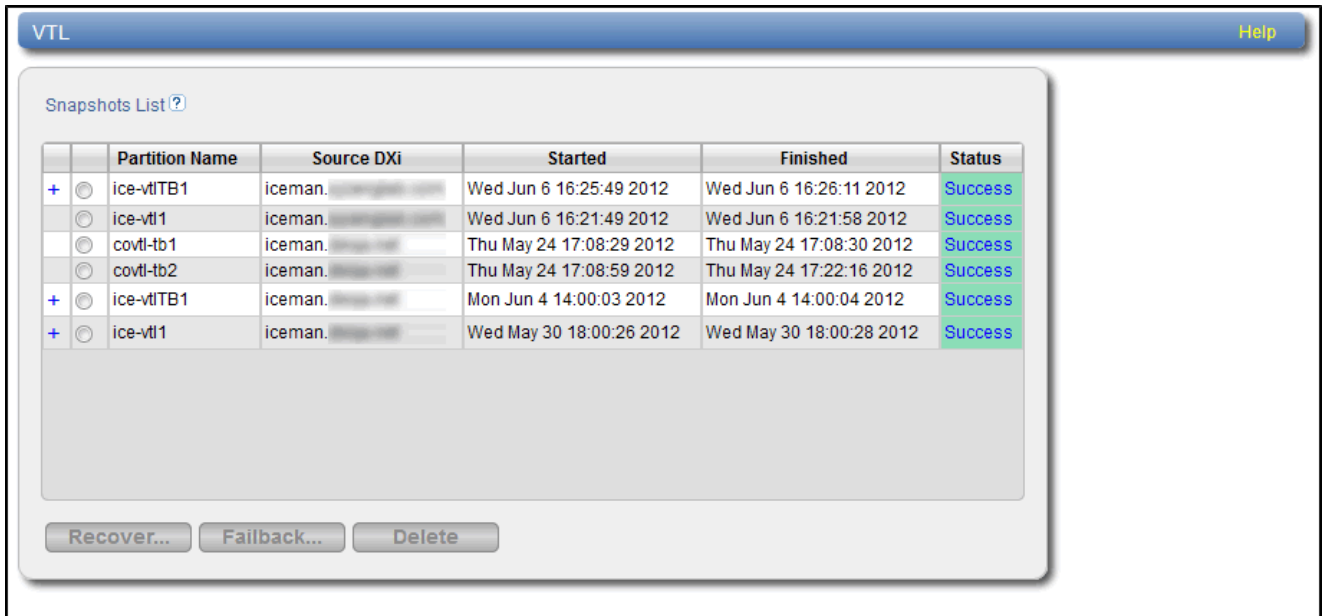 VTL Help
Snapshots List ?
Partition Name Source DXi Started Finished Status
+ ice-vtlTB1 iceman. Wed Jun 6 16:25:49 2012 Wed Jun 6 16:26:11 2012 Success
ice-vtl1 iceman. Wed Jun 6 16:21:49 2012 Wed Jun 6 16:21:58 2012 Success
covtl-tb1 iceman. Thu May 24 17:08:29 2012 Thu May 24 17:08:30 2012 Success
covtl-tb2 iceman. Thu May 24 17:08:59 2012 Thu May 24 17:22:16 2012 Success
+ ice-vtlTB1 iceman. Mon Jun 4 14:00:03 2012 Mon Jun 4 14:00:04 2012 Success
+ ice-vtl1 iceman. Wed May 30 18:00:26 2012 Wed May 30 18:00:28 2012 Success
Recover... Failback... Delete